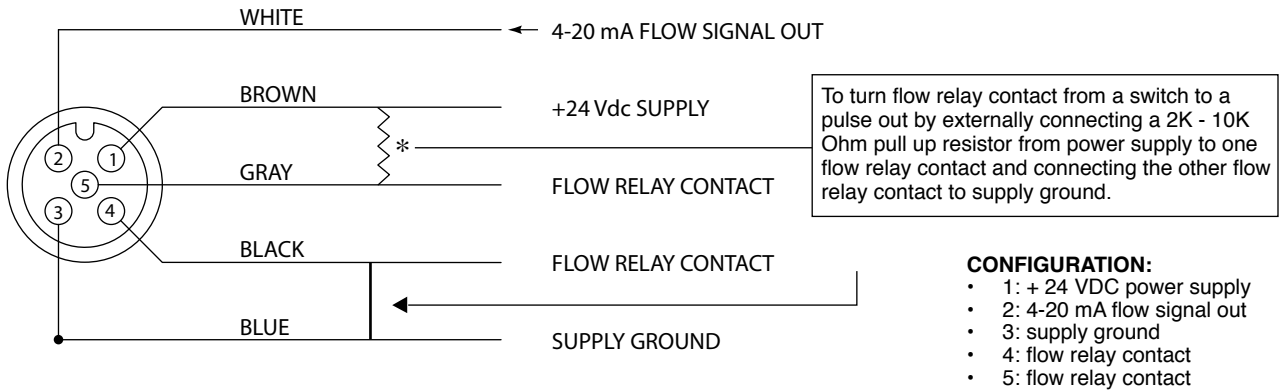 WHITE
4-20 mA FLOW SIGNAL OUT
BROWN
+24 Vdc SUPPLY
To turn flow relay contact from a switch to a
pulse out by externally connecting a 2K - 10K
Ohm pull up resistor from power supply to one
flow relay contact and connecting the other flow
relay contact to supply ground.
2
1
*
5
GRAY
FLOW RELAY CONTACT
3
4
BLACK
FLOW RELAY CONTACT
BLUE
SUPPLY GROUND
CONFIGURATION:
• 1: + 24 VDC power supply
• 2: 4-20 mA flow signal out
• 3: supply ground
• 4: flow relay contact
• 5: flow relay contact